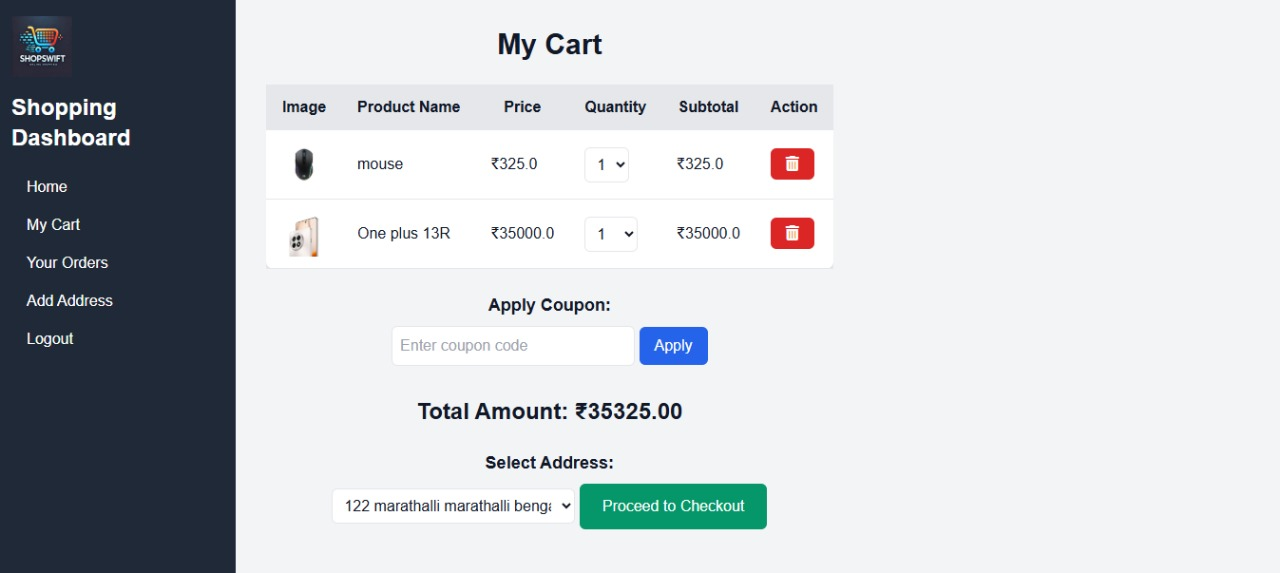 SHOPSWIFT
Shopping
Dashboard
Home
My Cart
Your Orders
Add Address
Logout
My Cart
Image Product Name Price Quantity Subtotal Action
mouse ₹325.0 1 ₹325.0
One plus 13R ₹35000.0 1 ₹35000.0
Apply Coupon:
Enter coupon code Apply
Total Amount: ₹35325.00
Select Address:
122 marathalli marathalli benga Proceed to Checkout